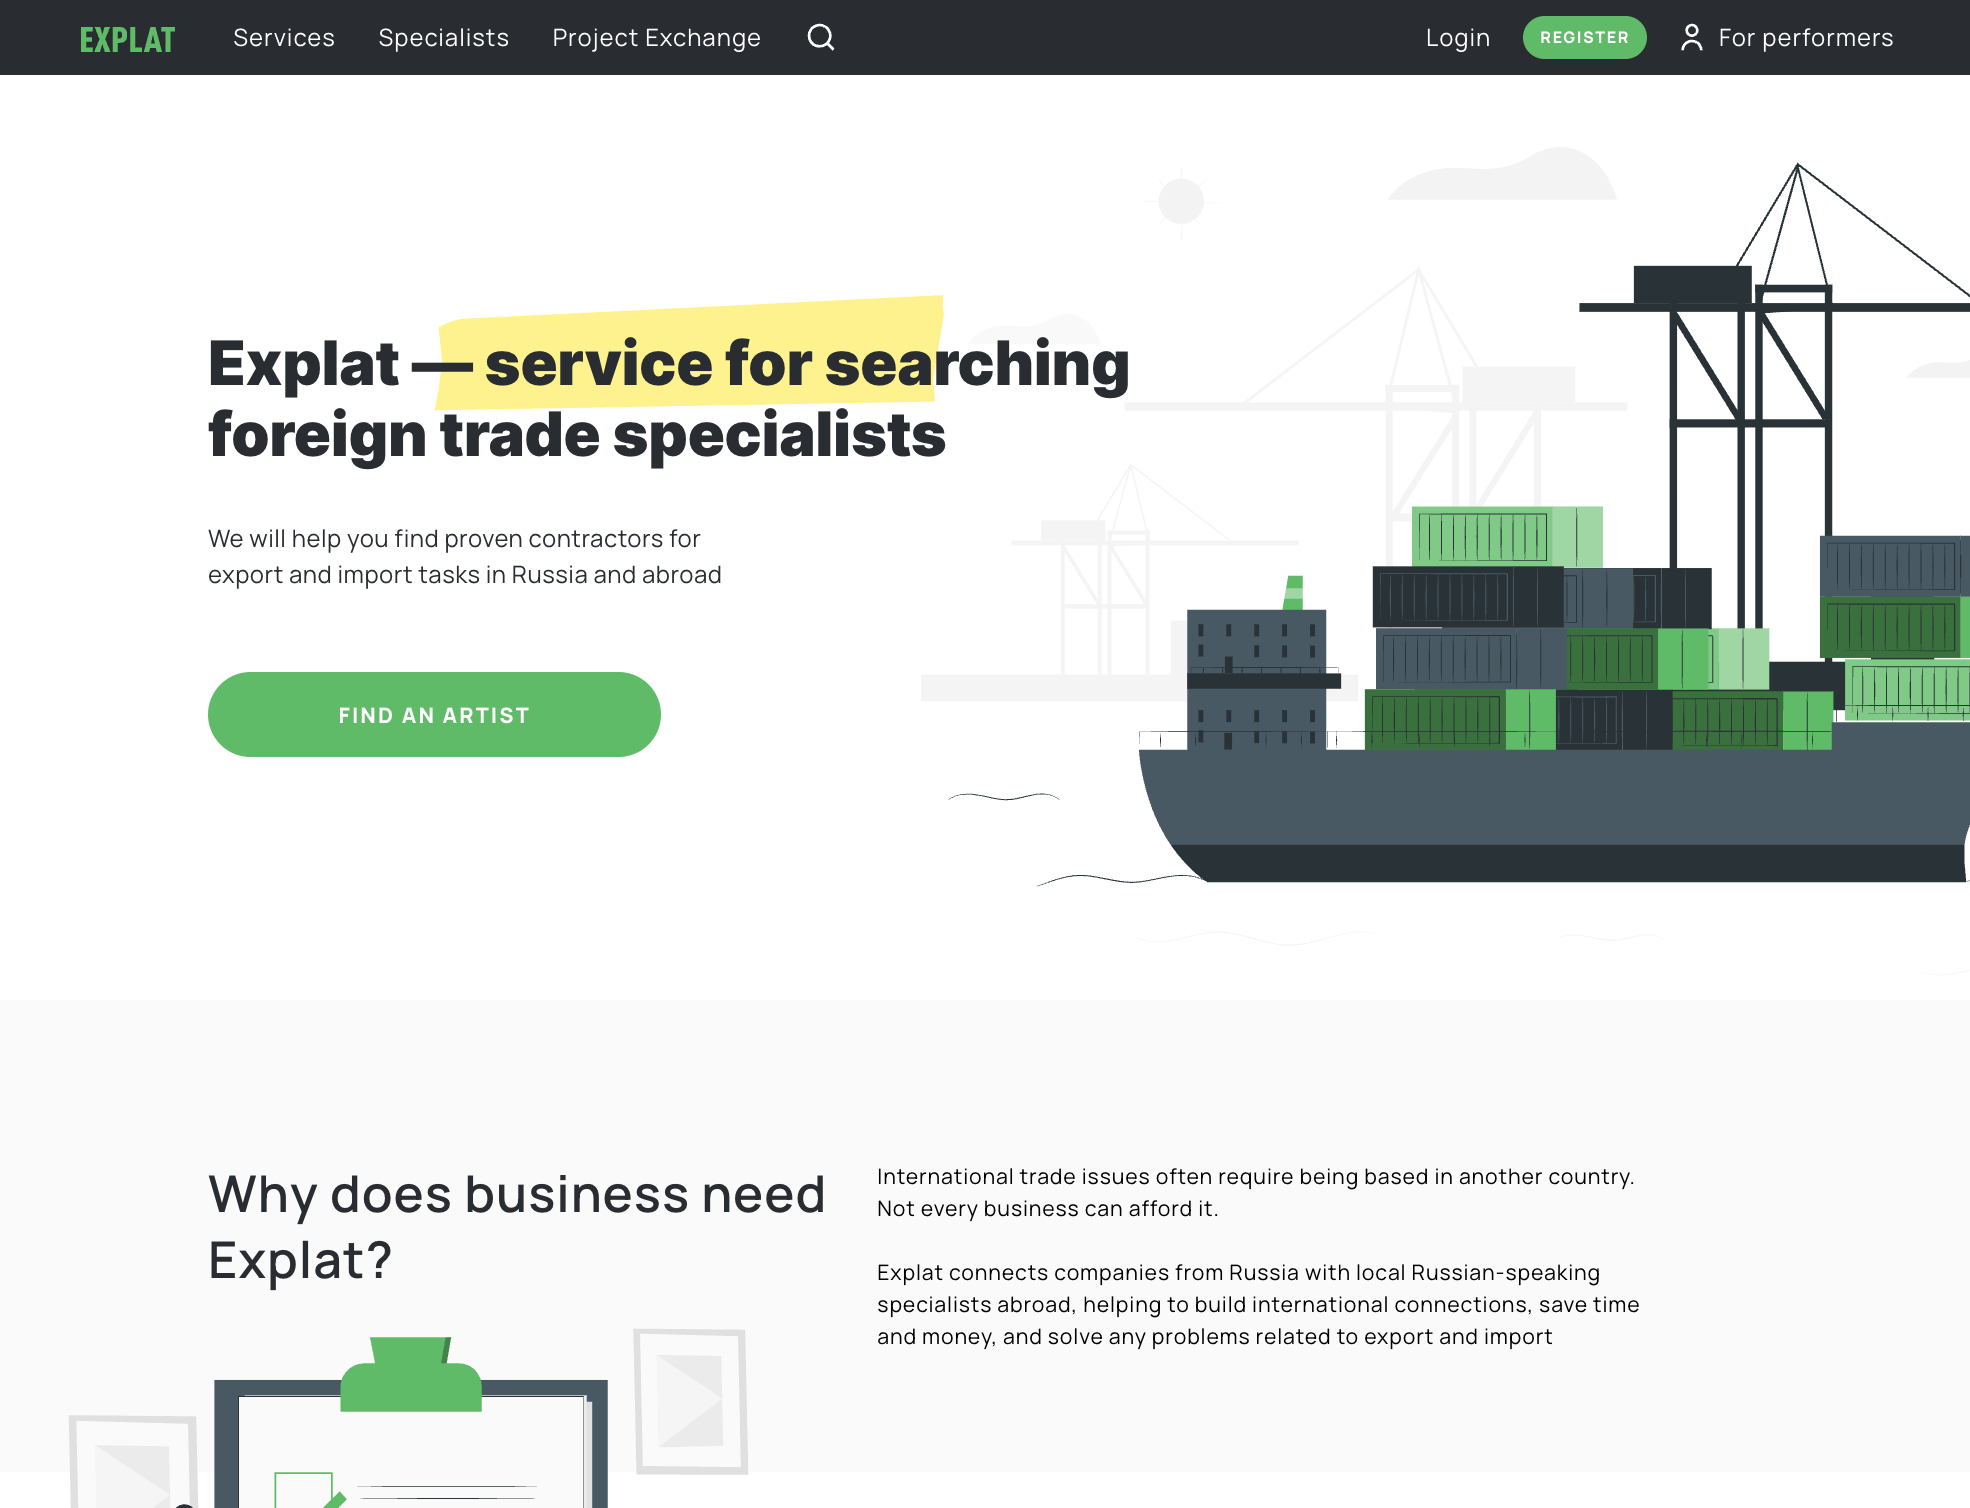 EXPLAT
Services
Specialists
Project Exchange
Login
REGISTER
For performers
Explat — service for searching
foreign trade specialists
We will help you find proven contractors for
export and import tasks in Russia and abroad
FIND AN ARTIST
Why does business need
Explat?
International trade issues often require being based in another country.
Not every business can afford it.
Explat connects companies from Russia with local Russian-speaking
specialists abroad, helping to build international connections, save time
and money, and solve any problems related to export and import